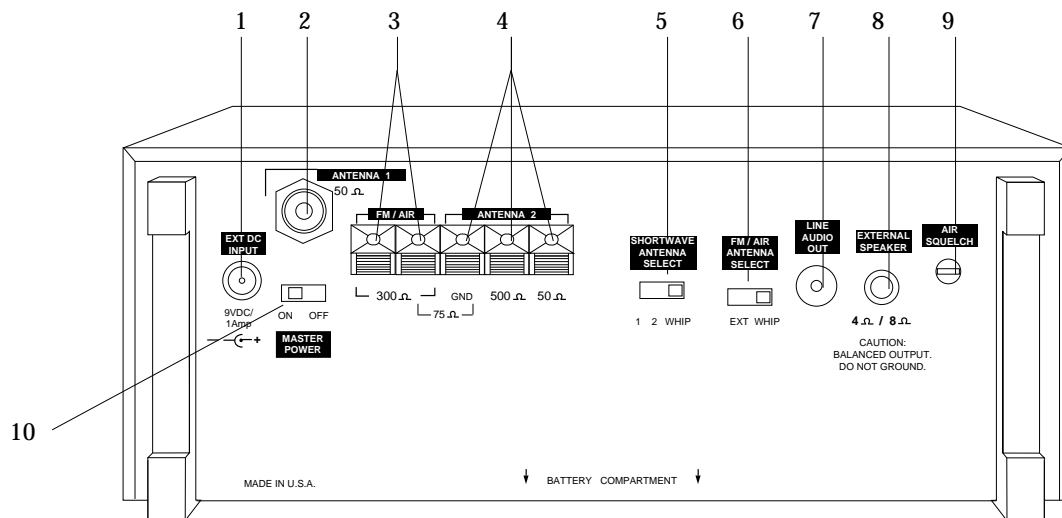 1 2 3 4 5 6 7 8 9
ANTENNA 1
50 Ω
FM / AIR
ANTENNA 2
EXT DC
INPUT
9VDC/
1Amp
+
ON OFF
MASTER
POWER
300 Ω
GND
75 Ω
500 Ω
50 Ω
SHORTWAVE
ANTENNA
SELECT
1 2 WHIP
FM / AIR
ANTENNA
SELECT
EXT WHIP
LINE
AUDIO
OUT
EXTERNAL
SPEAKER
4 Ω / 8 Ω
CAUTION:
BALANCED OUTPUT.
DO NOT GROUND.
AIR
SQUELCH
10
MADE IN U.S.A.
BATTERY COMPARTMENT